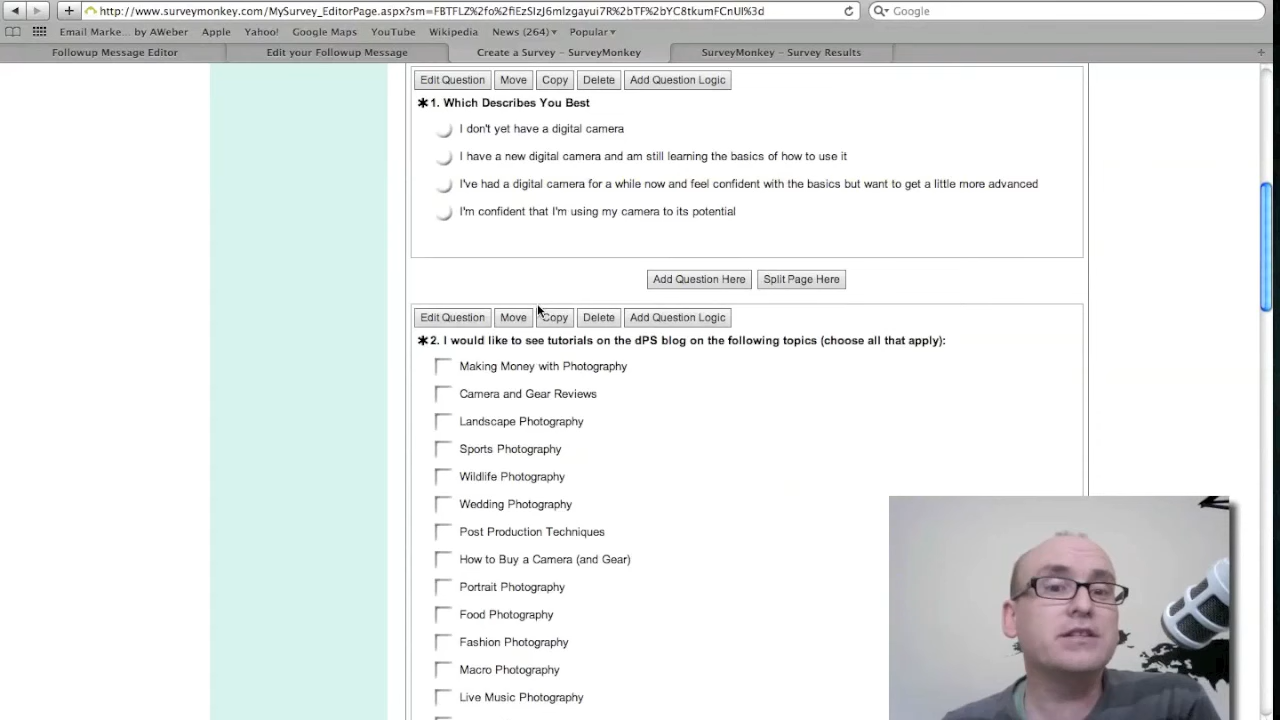 http://www.surveymonkey.com/MySurvey_EditorPage.aspx?sm=
Google
Email Marke... by AWeber Apple Yahoo! Google Maps YouTube Wikipedia News (264) Popular
Followup Message Editor Edit your Followup Message Create a Survey – SurveyMonkey SurveyMonkey – Survey Results
Edit Question Move Copy Delete Add Question Logic
1. Which Describes You Best
I don't yet have a digital camera
I have a new digital camera and am still learning the basics of how to use it
I've had a digital camera for a while now and feel confident with the basics but want to get a little more advanced
I'm confident that I'm using my camera to its potential
Add Question Here Split Page Here
Edit Question Move Copy Delete Add Question Logic
2. I would like to see tutorials on the dPS blog on the following topics (choose all that apply):
Making Money with Photography
Camera and Gear Reviews
Landscape Photography
Sports Photography
Wildlife Photography
Wedding Photography
Post Production Techniques
How to Buy a Camera (and Gear)
Portrait Photography
Food Photography
Fashion Photography
Macro Photography
Live Music Photography